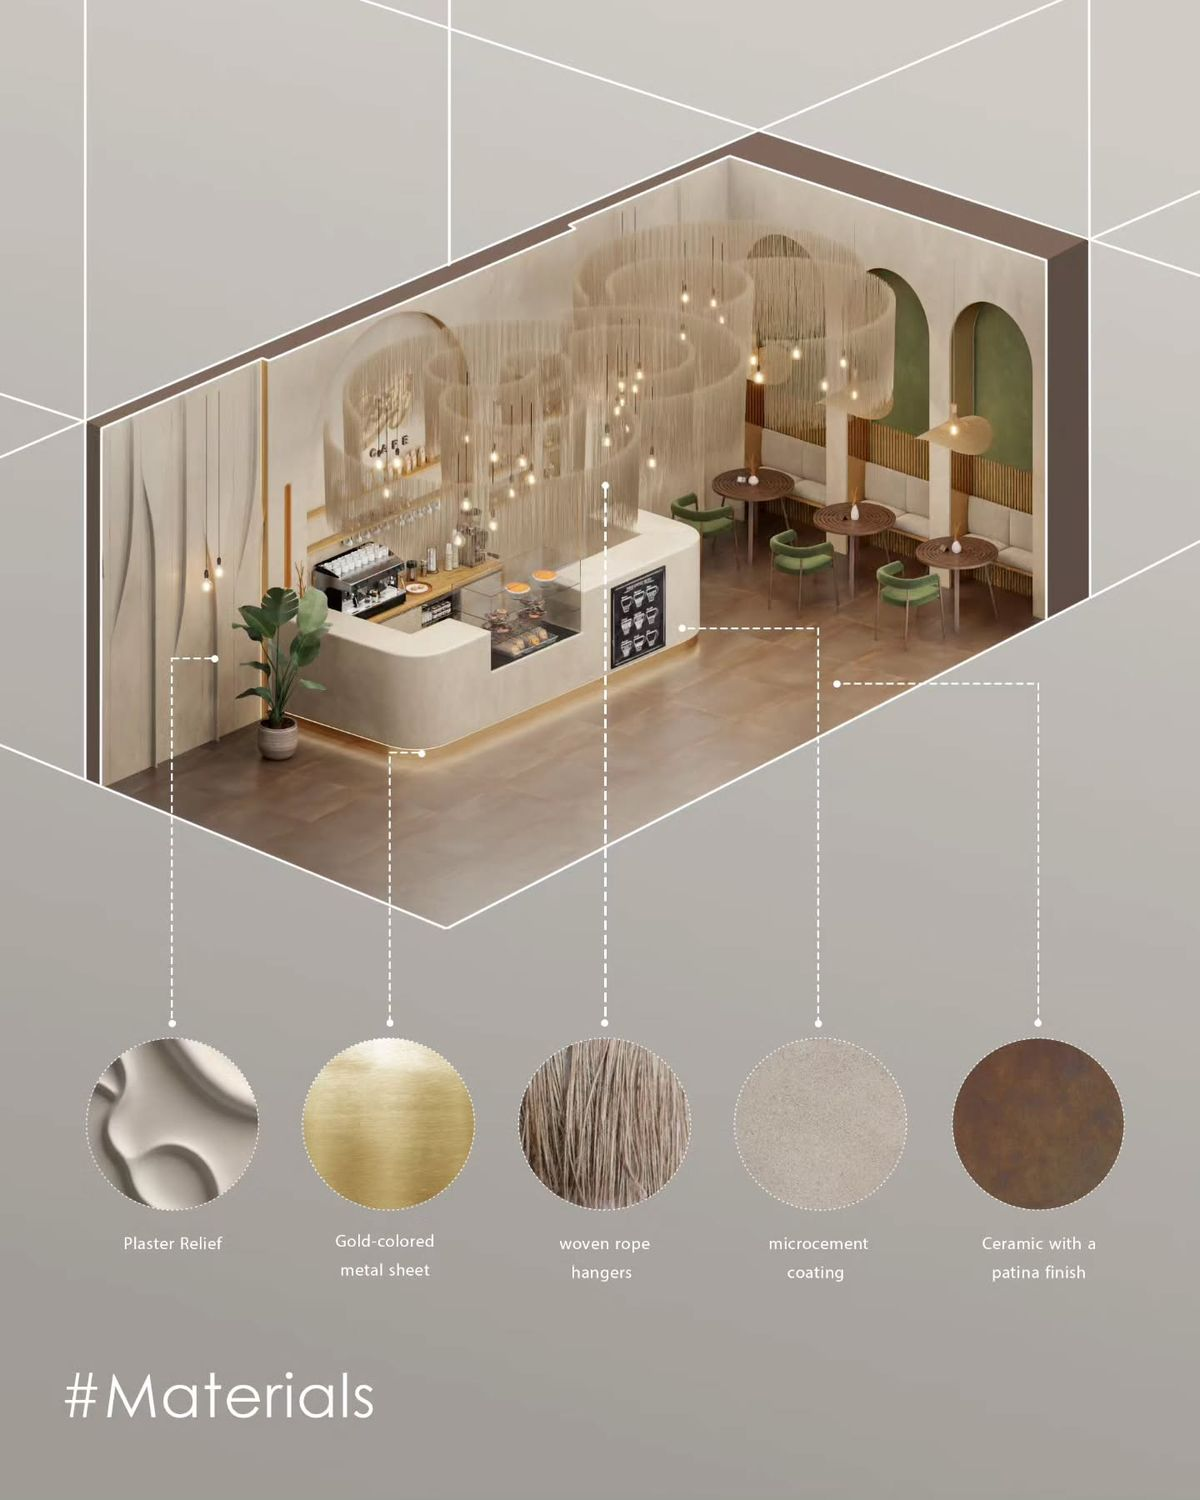 CAFE
Plaster Relief
Gold-colored
metal sheet
woven rope
hangers
microcement
coating
Ceramic with a
patina finish
#Materials